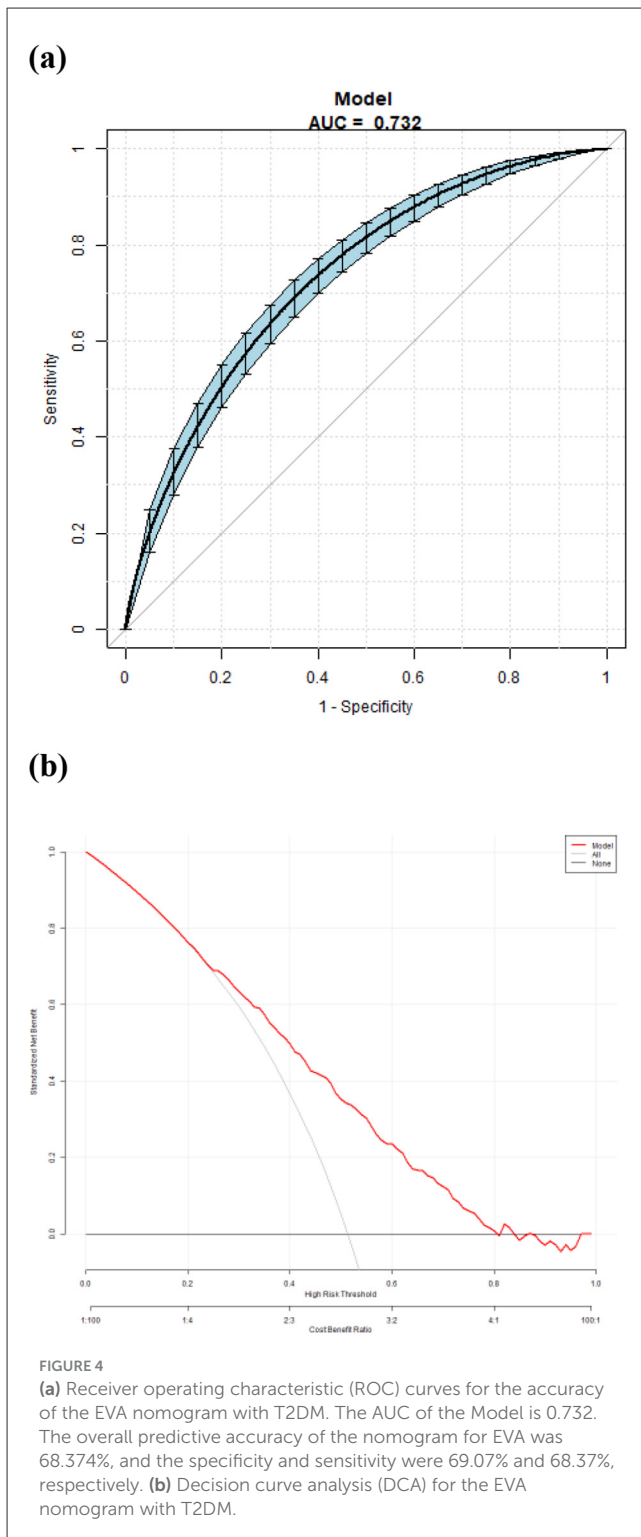 (a)
Model
AUC = 0.732
Sensitivity
1
0.8
0.6
0.4
0.2
0
0 0.2 0.4 0.6 0.8 1
1 - Specificity
(b)
Model
All
None
Standardized Net Benefit
1.0
0.8
0.6
0.4
0.2
0.0
0.0 0.2 0.4 0.6 0.8 1.0
High Risk Threshold
1:100 1:4 2:3 3:2 4:1 100:1
Cost:Benefit Ratio
FIGURE 4
(a) Receiver operating characteristic (ROC) curves for the accuracy
of the EVA nomogram with T2DM. The AUC of the Model is 0.732.
The overall predictive accuracy of the nomogram for EVA was
68.374%, and the specificity and sensitivity were 69.07% and 68.37%,
respectively. (b) Decision curve analysis (DCA) for the EVA
nomogram with T2DM.